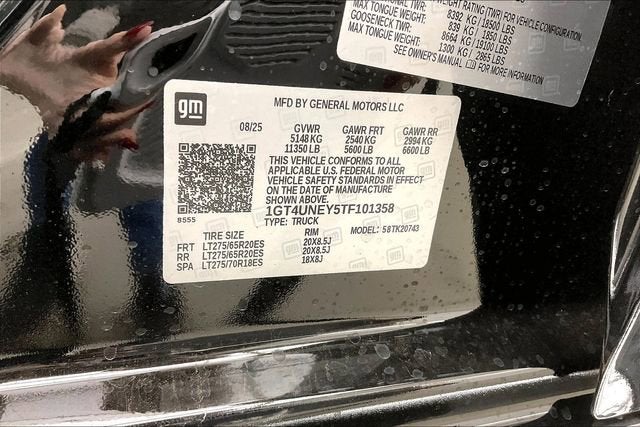 WEIGHT RATING (TWR) FOR VEHICLE CONFIGURATION
8392 KG / 18510 LBS
MAX TONGUE WEIGHT: 839 KG / 1850 LBS
GOOSENECK TWR: 8664 KG / 19100 LBS
MAX TONGUE WEIGHT: 1300 KG / 2865 LBS
SEE OWNER'S MANUAL FOR MORE INFORMATION
gm
MFD BY GENERAL MOTORS LLC
08/25 GVWR GAWR FRT GAWR RR
5148 KG 2540 KG 2994 KG
11350 LB 5600 LB 6600 LB
THIS VEHICLE CONFORMS TO ALL
APPLICABLE U.S. FEDERAL MOTOR
VEHICLE SAFETY STANDARDS IN EFFECT
ON THE DATE OF MANUFACTURE
SHOWN ABOVE.
8555
1GT4UNEY5TF101358
TYPE: TRUCK
TIRE SIZE RIM MODEL: 58TK20743
FRT LT275/65R20ES 20X8.5J
RR LT275/65R20ES 20X8.5J
SPA LT275/70R18ES 18X8J